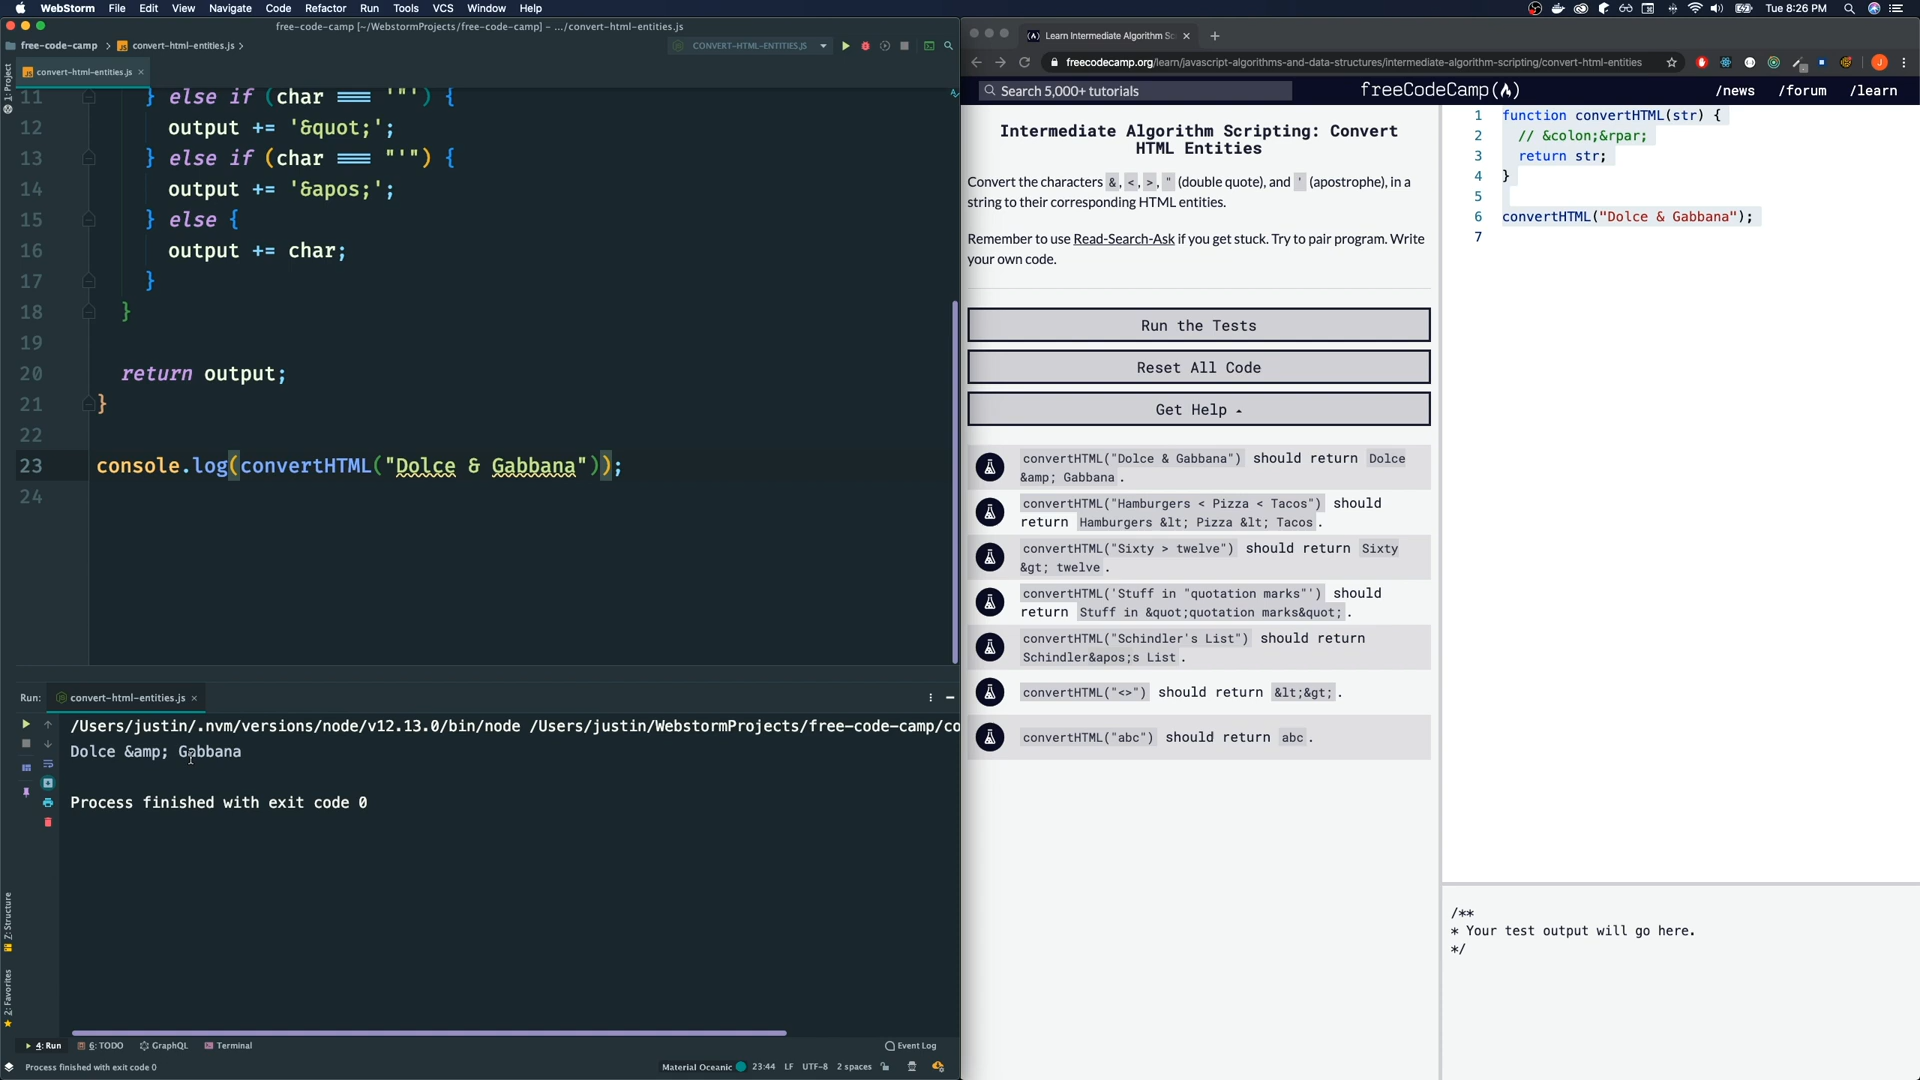 WebStorm File Edit View Navigate Code Refactor Run Tools VCS Window Help
Tue 8:26 PM
free-code-camp [~/WebstormProjects/free-code-camp] - .../convert-html-entities.js
free-code-camp convert-html-entities.js
CONVERT-HTML-ENTITIES.JS
convert-html-entities.js
1: Project
11 } else if (char === '"') {
12 output += '&quot;';
13 } else if (char === "'") {
14 output += '&apos;';
15 } else {
16 output += char;
17 }
18 }
19
20 return output;
21 }
22
23 console.log(convertHTML("Dolce & Gabbana"));
24
Run: convert-html-entities.js
/Users/justin/.nvm/versions/node/v12.13.0/bin/node /Users/justin/WebstormProjects/free-code-camp/co
Dolce &amp; Gabbana
Process finished with exit code 0
Z: Structure
2: Favorites
4: Run 6: TODO GraphQL Terminal
Event Log
Process finished with exit code 0
Material Oceanic 23:44 LF UTF-8 2 spaces
Learn Intermediate Algorithm Sc
freecodecamp.org/learn/javascript-algorithms-and-data-structures/intermediate-algorithm-scripting/convert-html-entities
J
Search 5,000+ tutorials
freeCodeCamp
/news /forum /learn
Intermediate Algorithm Scripting: Convert
HTML Entities
Convert the characters &, <, >, " (double quote), and ' (apostrophe), in a
string to their corresponding HTML entities.
Remember to use Read-Search-Ask if you get stuck. Try to pair program. Write
your own code.
Run the Tests
Reset All Code
Get Help
convertHTML("Dolce & Gabbana") should return Dolce
&amp; Gabbana.
convertHTML("Hamburgers < Pizza < Tacos") should
return Hamburgers &lt; Pizza &lt; Tacos.
convertHTML("Sixty > twelve") should return Sixty
&gt; twelve.
convertHTML('Stuff in "quotation marks"') should
return Stuff in &quot;quotation marks&quot;.
convertHTML("Schindler's List") should return
Schindler&apos;s List.
convertHTML("<>") should return &lt;&gt;.
convertHTML("abc") should return abc.
1 function convertHTML(str) {
2 // &colon;&rpar;
3 return str;
4 }
5
6 convertHTML("Dolce & Gabbana");
7
/**
* Your test output will go here.
*/